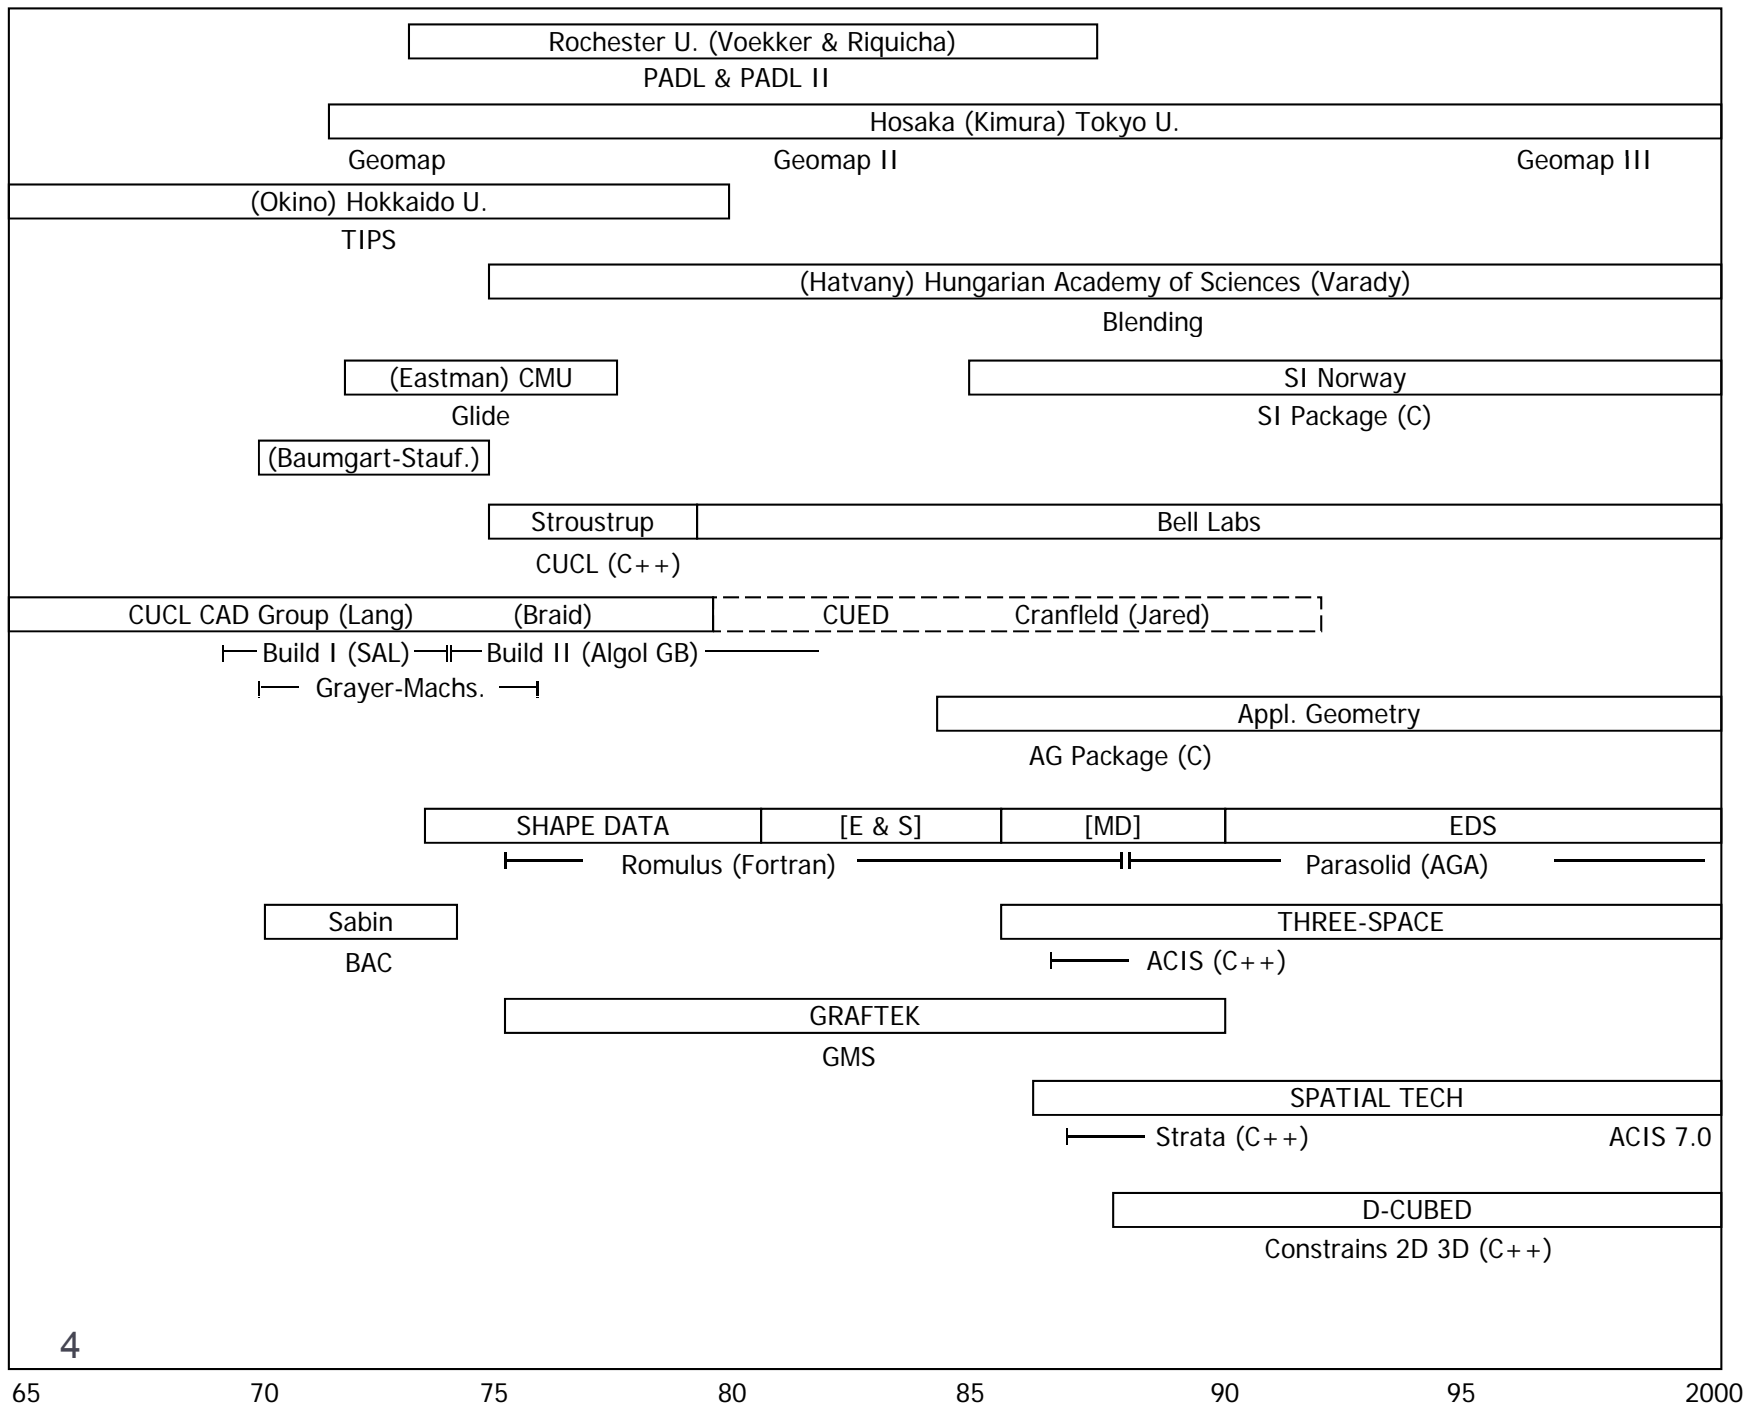 Rochester U. (Voekker & Riquicha)
PADL & PADL II
Hosaka (Kimura) Tokyo U.
Geomap Geomap II Geomap III
(Okino) Hokkaido U.
TIPS
(Hatvany) Hungarian Academy of Sciences (Varady)
Blending
(Eastman) CMU SI Norway
Glide SI Package (C)
(Baumgart-Stauf.)
Stroustrup Bell Labs
CUCL (C++)
CUCL CAD Group (Lang) (Braid) CUED Cranfleld (Jared)
Build I (SAL) Build II (Algol GB)
Grayer-Machs.
Appl. Geometry
AG Package (C)
SHAPE DATA [E & S] [MD] EDS
Romulus (Fortran) Parasolid (AGA)
Sabin THREE-SPACE
BAC ACIS (C++)
GRAFTEK
GMS
SPATIAL TECH
Strata (C++) ACIS 7.0
D-CUBED
Constrains 2D 3D (C++)
4
65 70 75 80 85 90 95 2000